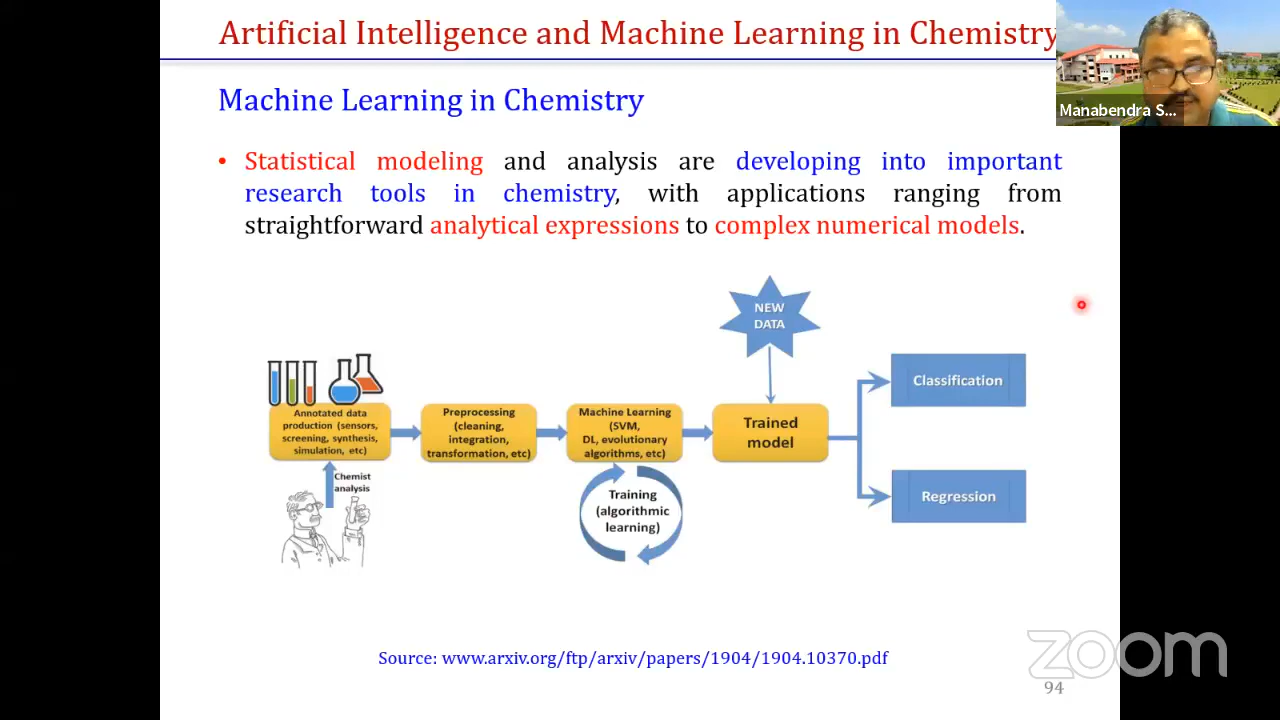 Artificial Intelligence and Machine Learning in Chemistry
Manabendra S...
Machine Learning in Chemistry
• Statistical modeling and analysis are developing into important
research tools in chemistry, with applications ranging from
straightforward analytical expressions to complex numerical models.
NEW
DATA
Annotated data
production (sensors,
screening, synthesis,
simulation, etc)
Preprocessing
(cleaning,
integration,
transformation, etc)
Machine Learning
(SVM,
DL, evolutionary
algorithms, etc)
Trained
model
Classification
Regression
Chemist
analysis
Training
(algorithmic
learning)
Source: www.arxiv.org/ftp/arxiv/papers/1904/1904.10370.pdf
zoom
94